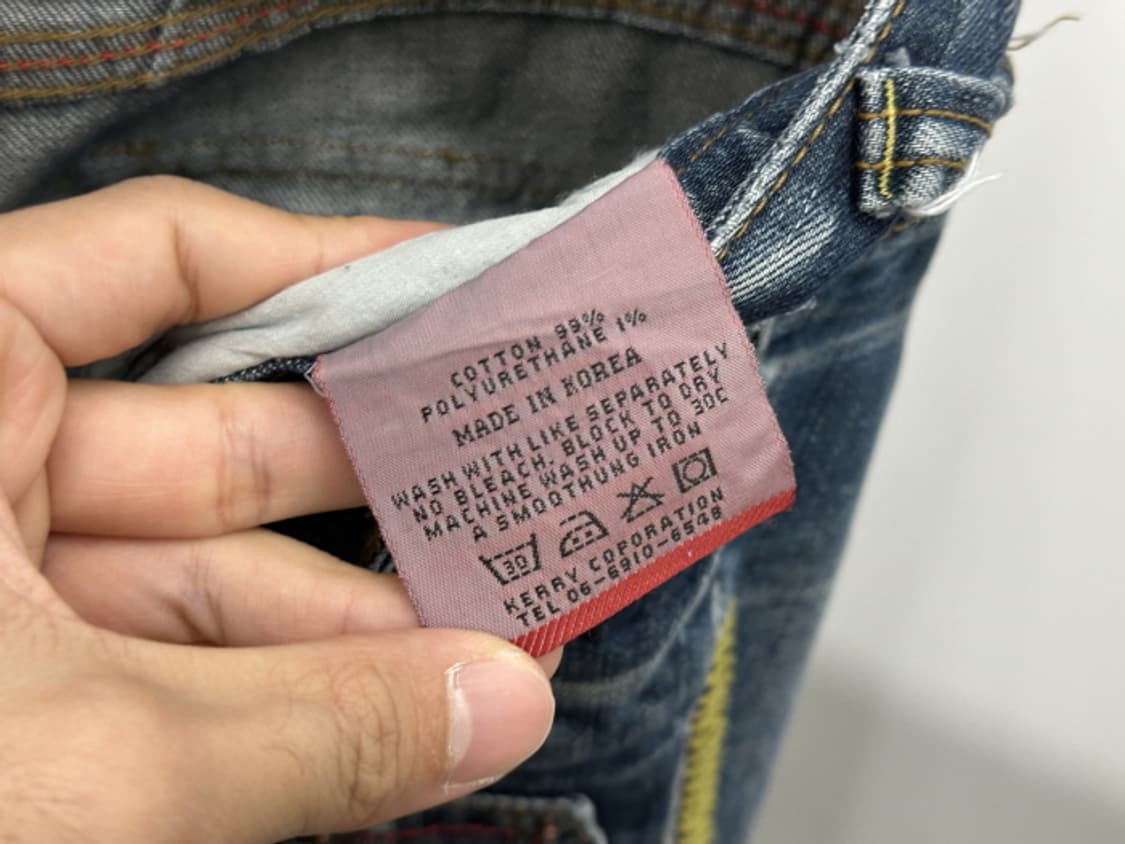 COTTON 99%
POLYURETHANE 1%
MADE IN KOREA
WASH WITH LIKE SEPARATELY
NO BLEACH, BLOCK TO DRY
MACHINE WASH UP TO 30C
A SMOOTHUNG IRON
30
KERRY COPORATION
TEL 06-6910-6548